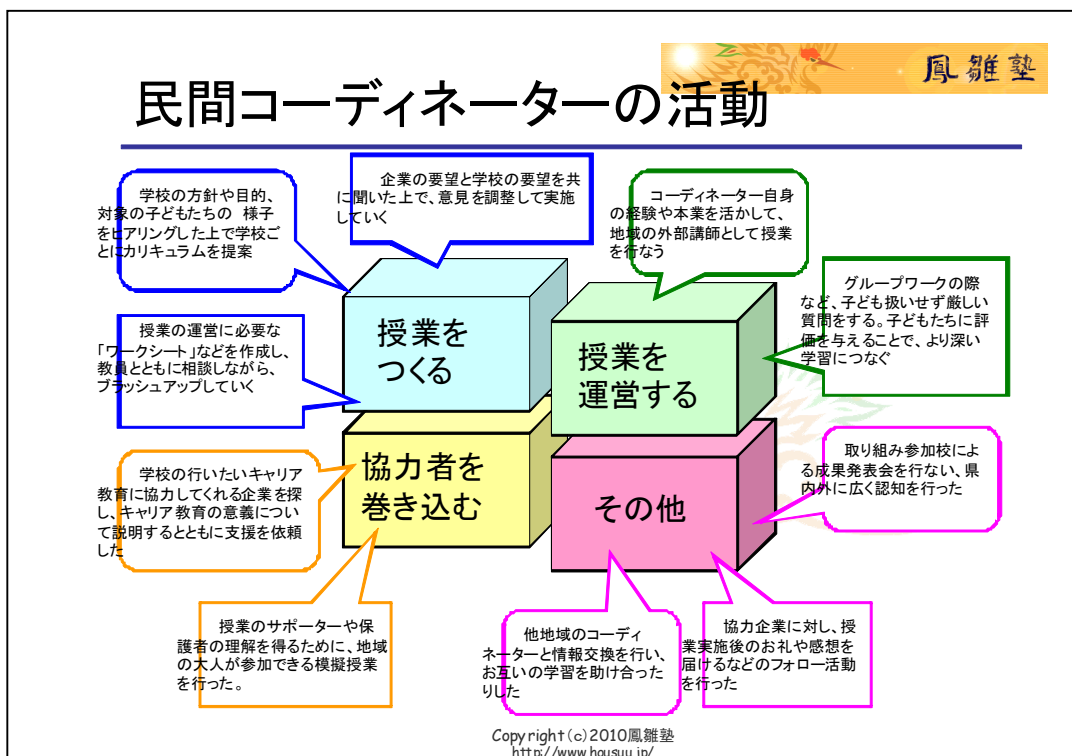 鳳雛塾
民間コーディネーターの活動
学校の方針や目的、
対象の子どもたちの 様子
をヒアリングした上で学校ご
とにカリキュラムを提案
企業の要望と学校の要望を共
に聞いた上で、意見を調整して実施
していく
コーディネーター自身
の経験や本業を活かして、
地域の外部講師として授業
を行なう
グループワークの際
など、子ども扱いせず厳しい
質問をする。子どもたちに評
価を与えることで、より深い
学習につなぐ
授業の運営に必要な
「ワークシート」などを作成し、
教員とともに相談しながら、
ブラッシュアップしていく
授業を
つくる
授業を
運営する
協力者を
巻き込む
その他
学校の行いたいキャリア
教育に協力してくれる企業を探
し、キャリア教育の意義につい
て説明するとともに支援を依頼
した
取り組み参加校によ
る成果発表会を行ない、県
内外に広く認知を行った
授業のサポーターや保
護者の理解を得るために、地域
の大人が参加できる模擬授業
を行った。
他地域のコーディ
ネーターと情報交換を行い、
お互いの学習を助け合った
りした
協力企業に対し、授
業実施後のお礼や感想を
届けるなどのフォロー活動
を行った
Copyright(c)2010鳳雛塾
http://www.housuu.jp/